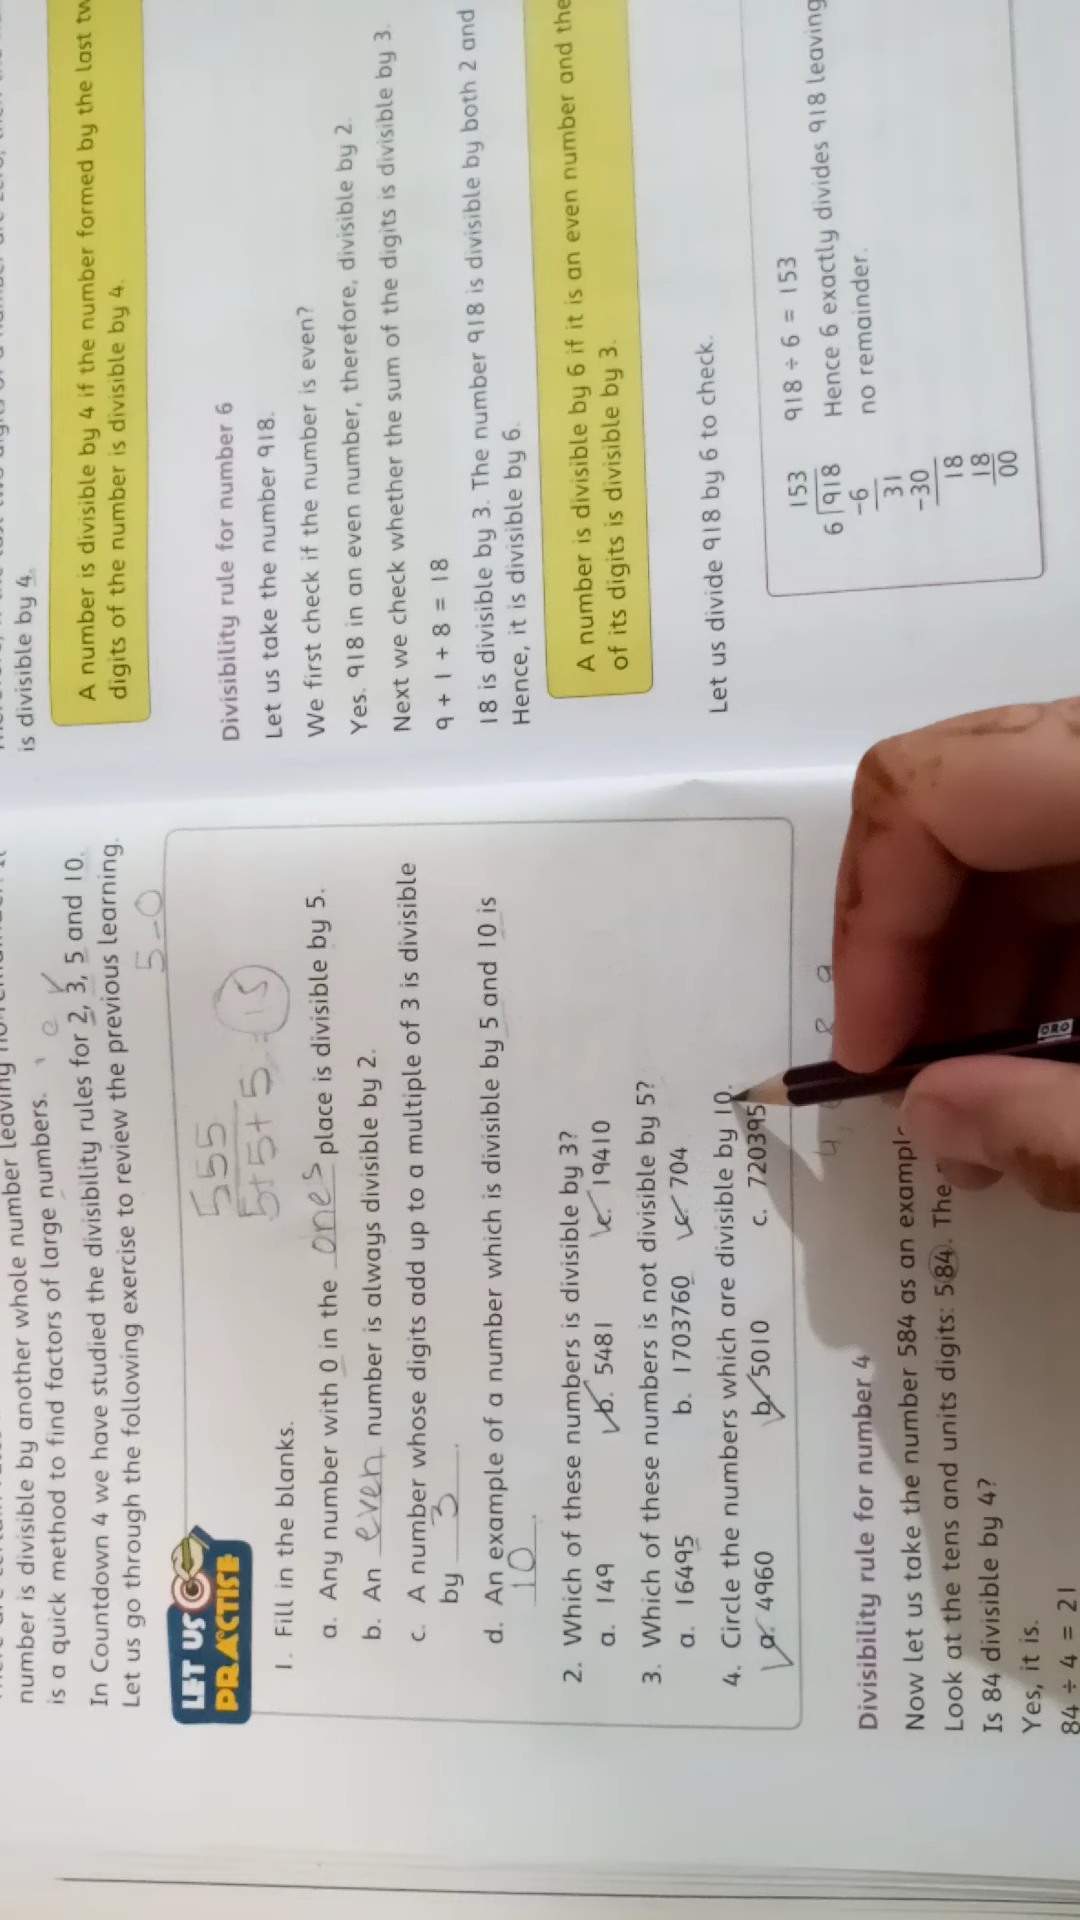 number is divisible by another whole number leaving
is a quick method to find factors of large numbers.
In Countdown 4 we have studied the divisibility rules for 2, 3, 5 and 10.
Let us go through the following exercise to review the previous learning.
5-0
LET US
PRACTISE
555
5+5+5=15
1. Fill in the blanks.
a. Any number with 0 in the ones place is divisible by 5.
b. An even number is always divisible by 2.
c. A number whose digits add up to a multiple of 3 is divisible
by 3.
d. An example of a number which is divisible by 5 and 10 is
10.
2. Which of these numbers is divisible by 3?
a. 149 b. 5481 c. 19410
3. Which of these numbers is not divisible by 5?
a. 16495 b. 1703760 c. 704
4. Circle the numbers which are divisible by 10.
a. 4960 b. 5010 c. 720395
Divisibility rule for number 4
Now let us take the number 584 as an
Look at the tens and units digits: 584. The
Is 84 divisible by 4?
Yes, it is.
84 ÷ 4 = 21
ORO
is divisible by 4.
A number is divisible by 4 if the number formed by the last
digits of the number is divisible by 4.
Divisibility rule for number 6
Let us take the number 918.
We first check if the number is even?
Yes. 918 in an even number, therefore, divisible by 2.
Next we check whether the sum of the digits is divisible by 3.
9 + 1 + 8 = 18
18 is divisible by 3. The number 918 is divisible by both 2 and
Hence, it is divisible by 6.
A number is divisible by 6 if it is an even number and the
of its digits is divisible by 3.
Let us divide 918 by 6 to check.
153
6 918
-6
31
-30
18
18
00
918 ÷ 6 = 153
Hence 6 exactly divides 918 leaving
no remainder.